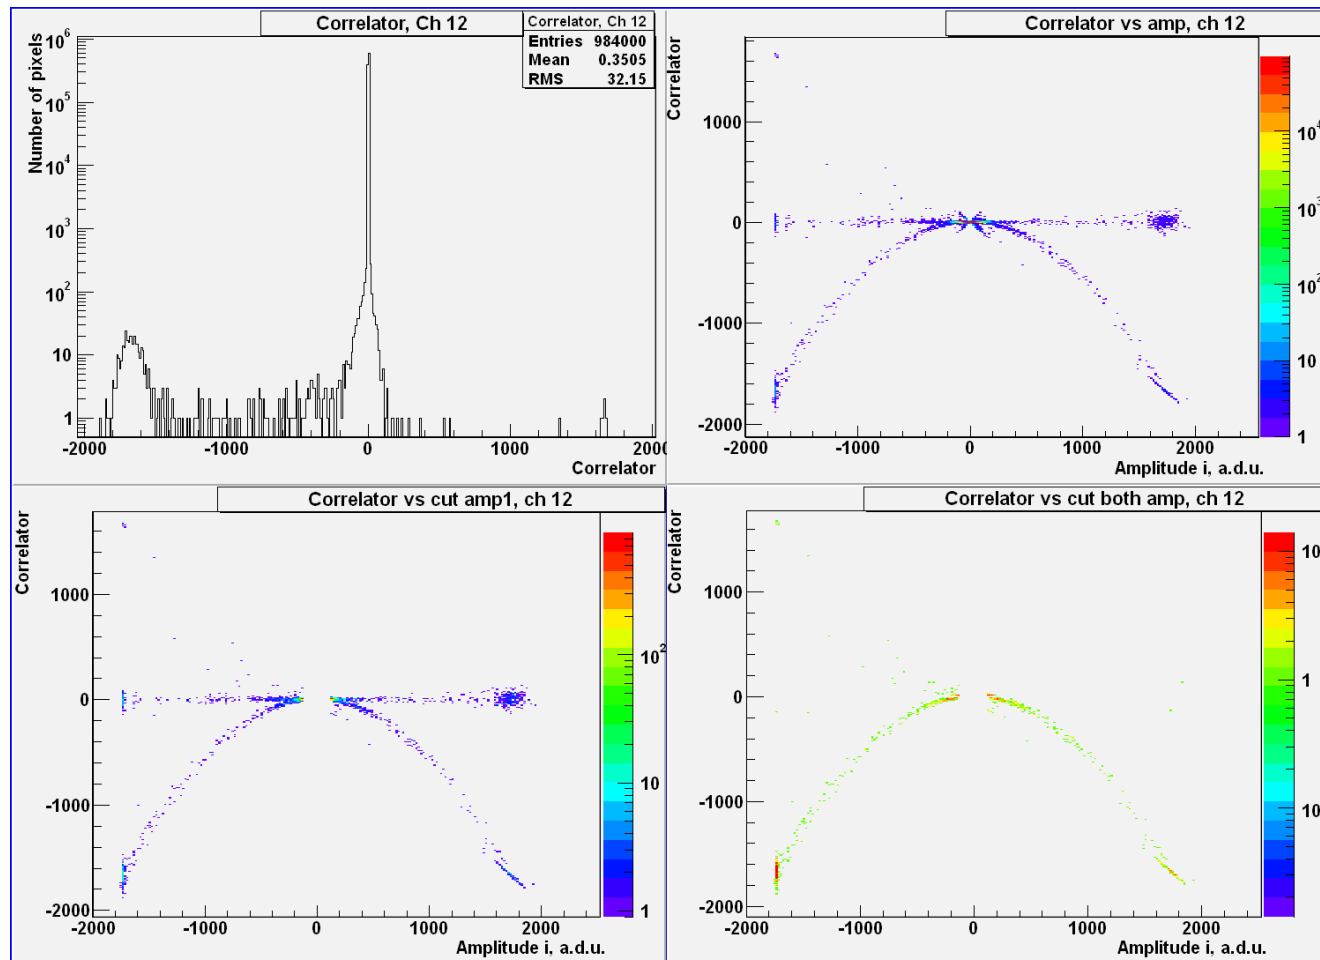 Correlator, Ch 12
Correlator, Ch 12
Entries 984000
Mean 0.3505
RMS 32.15
Number of pixels
10^6
10^5
10^4
10^3
10^2
10
1
-2000 -1000 0 1000 2000
Correlator
Correlator vs amp, ch 12
Correlator
1000
0
-1000
-2000
-2000 -1000 0 1000 2000
Amplitude i, a.d.u.
10^4
10^3
10^2
10
1
Correlator vs cut amp1, ch 12
Correlator
1000
0
-1000
-2000
-2000 -1000 0 1000 2000
Amplitude i, a.d.u.
10^2
10
1
Correlator vs cut both amp, ch 12
Correlator
1000
0
-1000
-2000
-2000 -1000 0 1000 2000
Amplitude i, a.d.u.
10
1
10